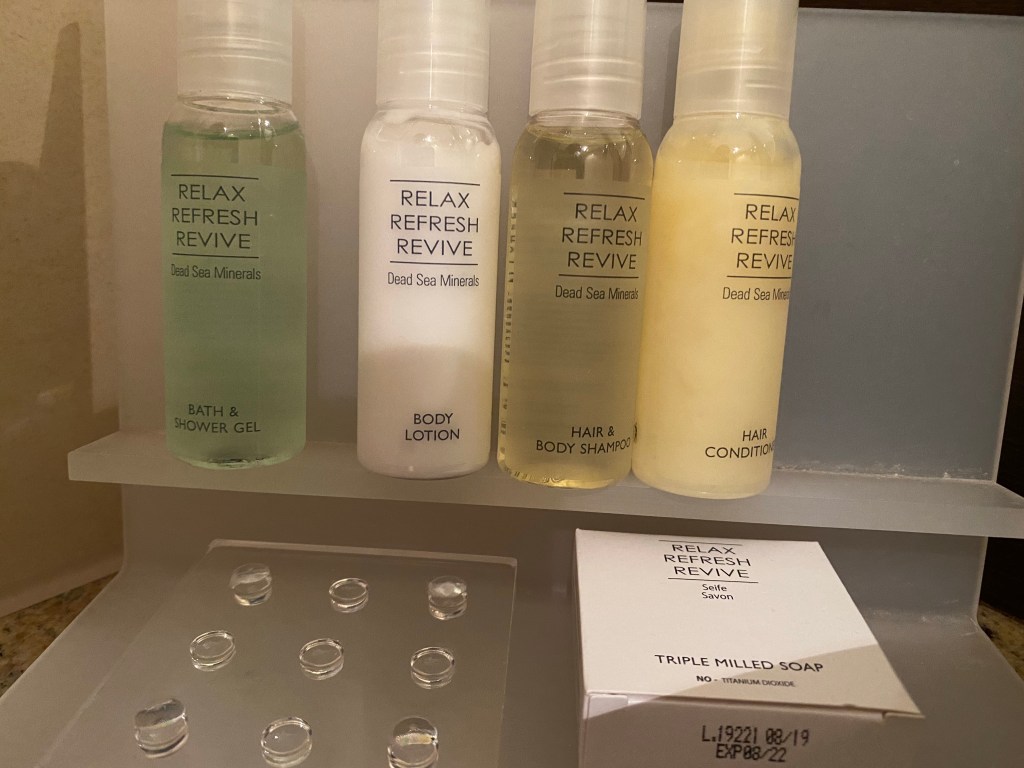 RELAX
REFRESH
REVIVE
Dead Sea Minerals
BATH &
SHOWER GEL
RELAX
REFRESH
REVIVE
Dead Sea Minerals
BODY
LOTION
RELAX
REFRESH
REVIVE
Dead Sea Minerals
HAIR &
BODY SHAMPOO
RELAX
REFRESH
REVIVE
Dead Sea Minerals
HAIR
CONDITION
RELAX
REFRESH
REVIVE
Seife
Savon
TRIPLE MILLED SOAP
NO - TITANIUM DIOXIDE
L.19221 08/19
EXP08/22